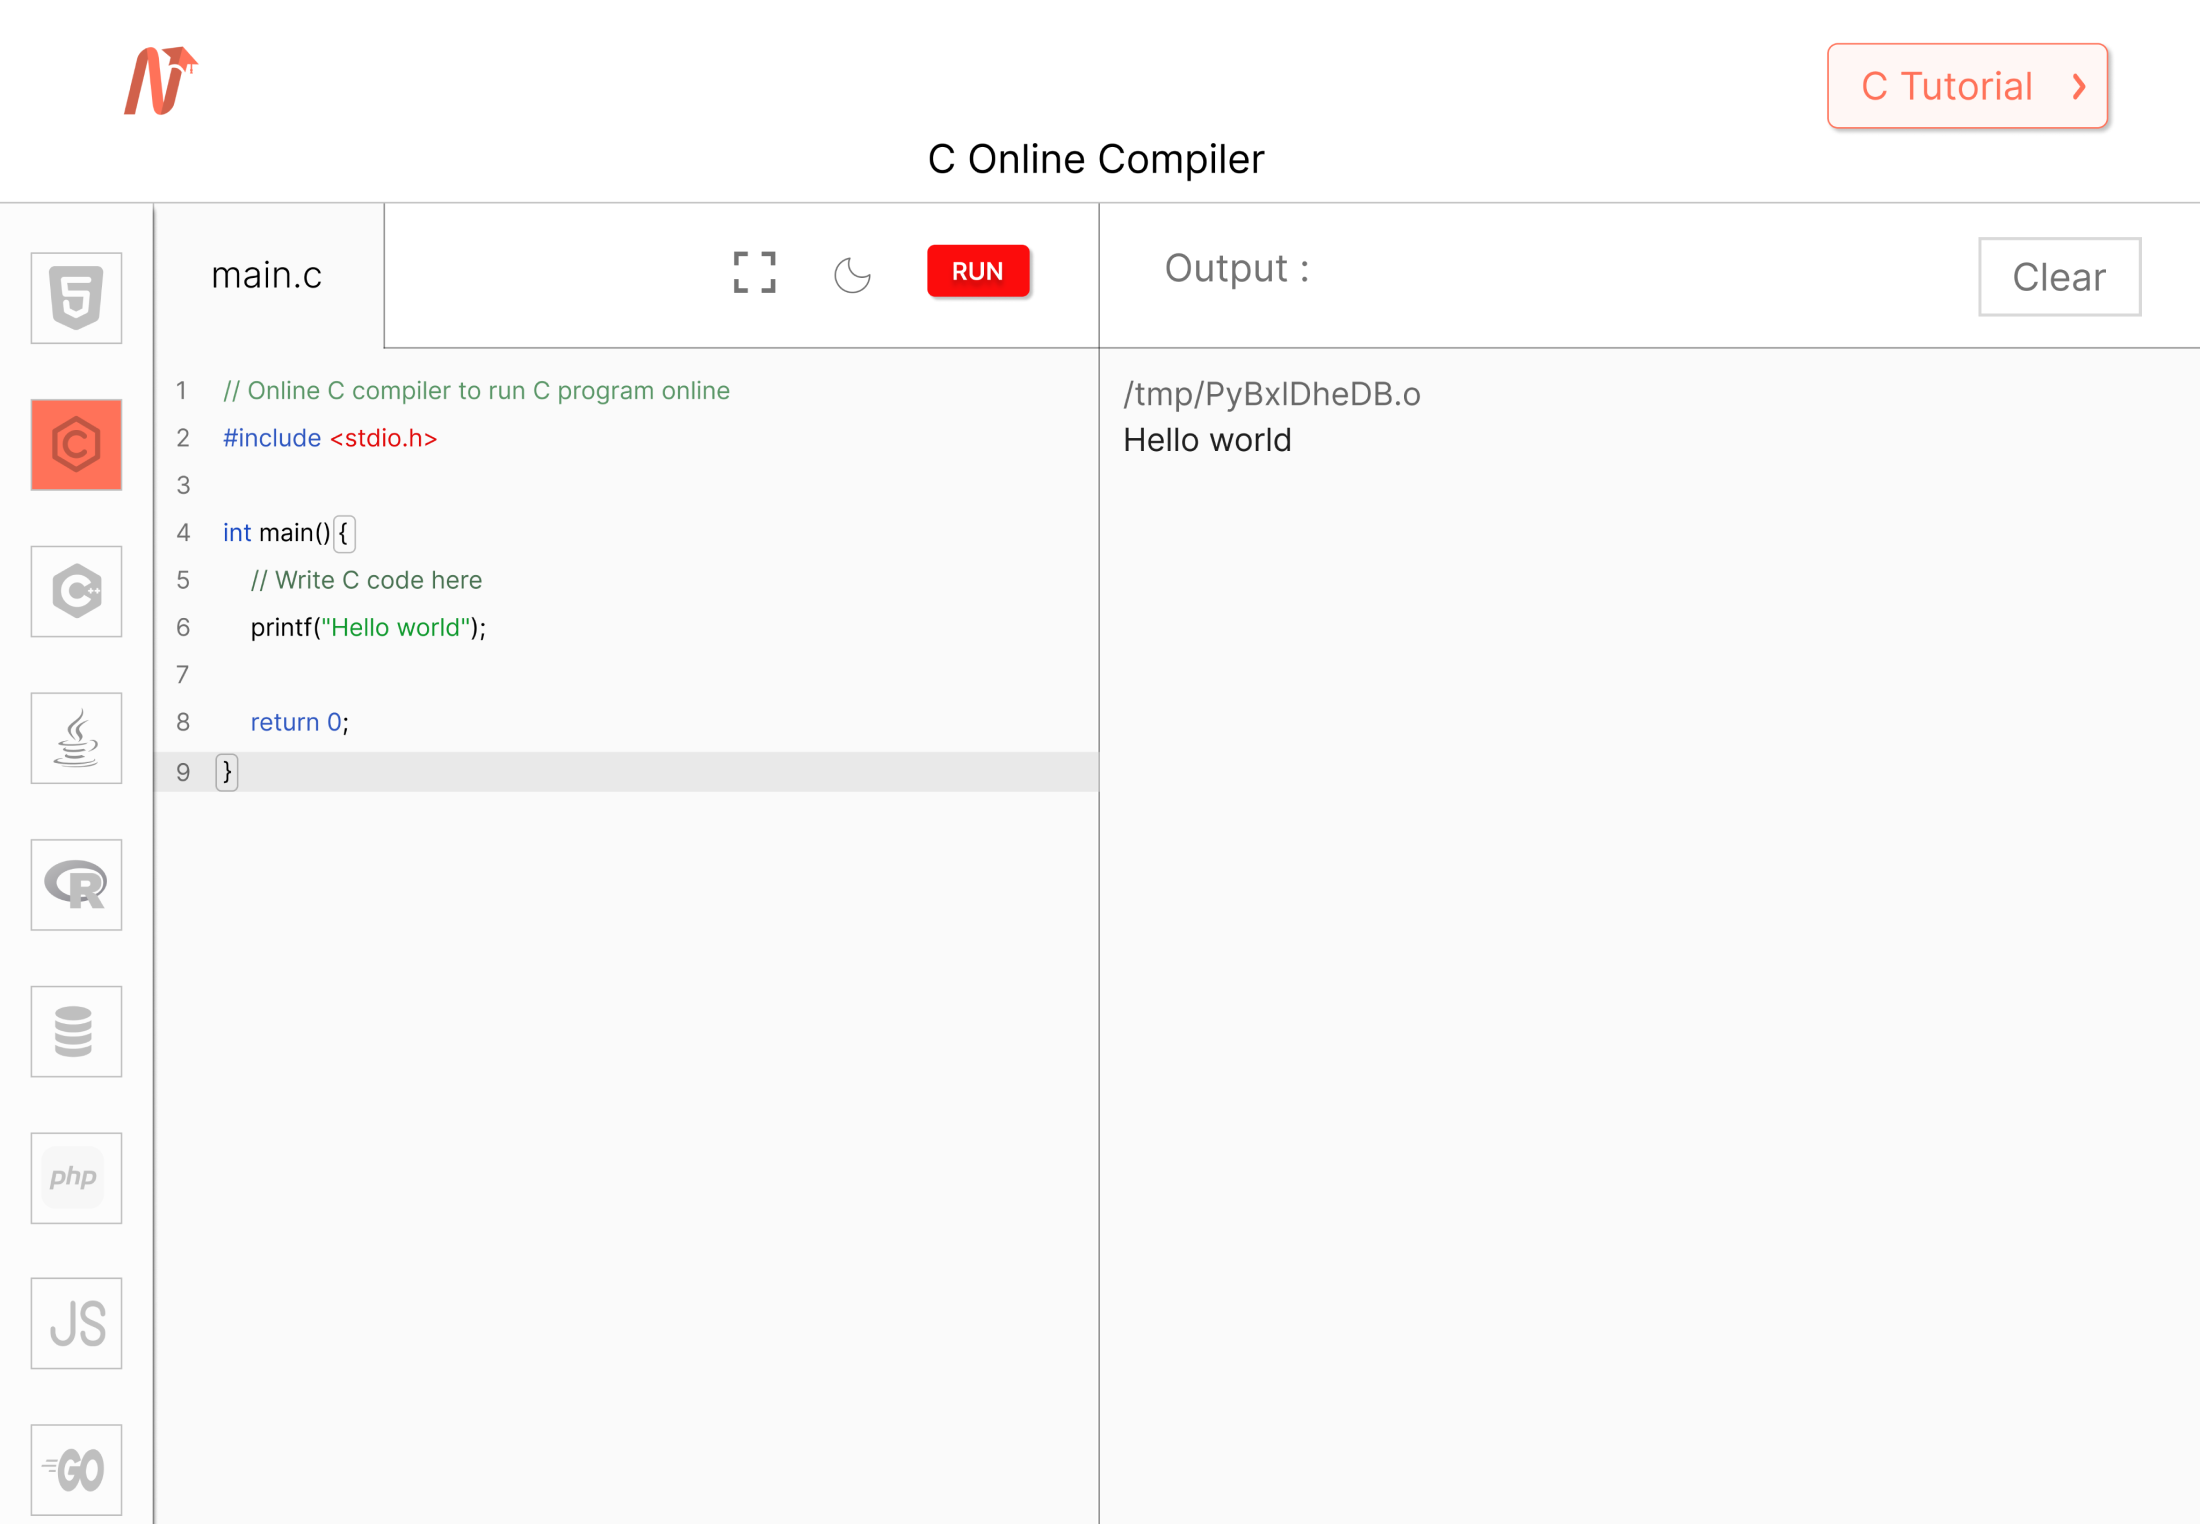 C Tutorial
C Online Compiler
main.c
RUN
Output :
Clear
1 // Online C compiler to run C program online
2 #include <stdio.h>
3
4 int main() {
5 // Write C code here
6 printf("Hello world");
7
8 return 0;
9 }
/tmp/PyBxIDheDB.o
Hello world
5
C
C++
R
php
JS
GO